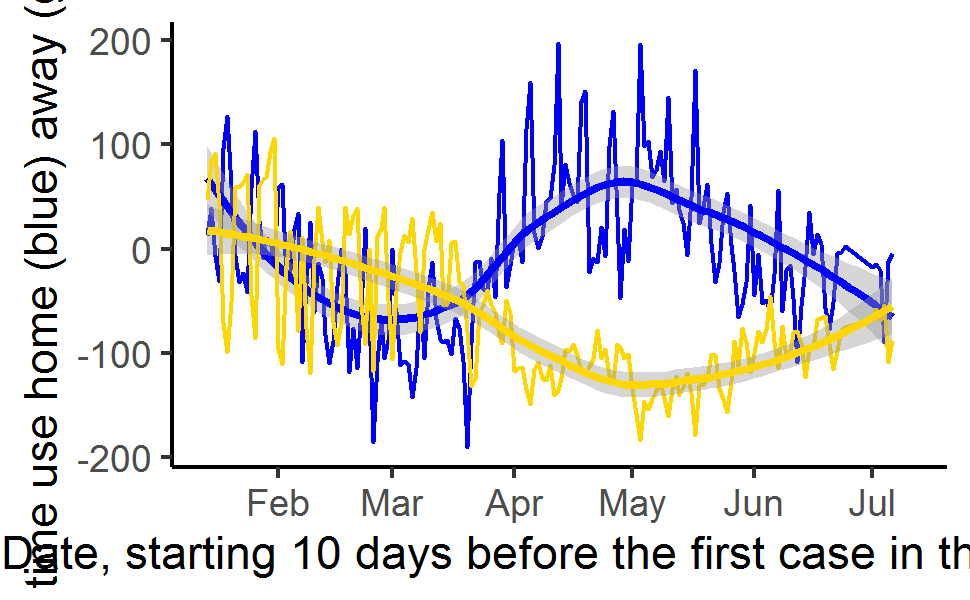 time use home (blue) away (
200
100
0
-100
-200
Feb Mar Apr May Jun Jul
Date, starting 10 days before the first case in th